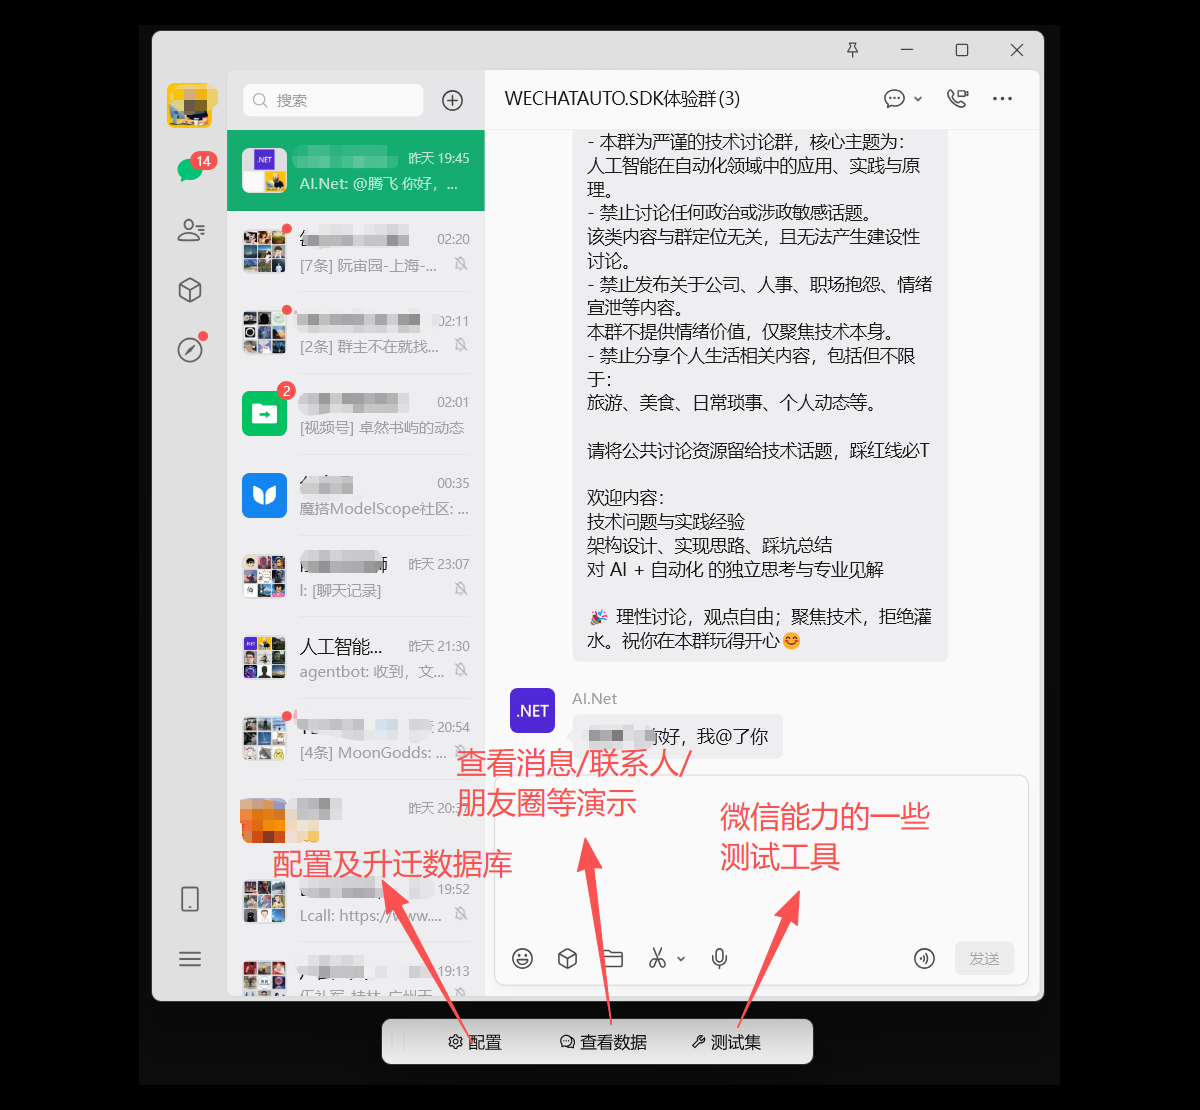 搜索
WECHATAUTO.SDK体验群(3)
14
.NET
昨天 19:45
AI.Net: @腾飞 你好，...
02:20
[7条] 阮宙园-上海-...
02:11
[2条] 群主不在就找...
2
02:01
[视频号] 卓然书屿的动态
00:35
魔搭ModelScope社区: ...
昨天 23:07
l: [聊天记录]
人工智能...
昨天 21:30
agentbot: 收到，文...
20:54
[4条] MoonGodds: ...
昨天 20:37
19:52
Lcall: https://www....
19:13
- 本群为严谨的技术讨论群，核心主题为：
人工智能在自动化领域中的应用、实践与原
理。
- 禁止讨论任何政治或涉政敏感话题。
该类内容与群定位无关，且无法产生建设性
讨论。
- 禁止发布关于公司、人事、职场抱怨、情绪
宣泄等内容。
本群不提供情绪价值，仅聚焦技术本身。
- 禁止分享个人生活相关内容，包括但不限
于：
旅游、美食、日常琐事、个人动态等。
请将公共讨论资源留给技术话题，踩红线必T
欢迎内容：
技术问题与实践经验
架构设计、实现思路、踩坑总结
对 AI + 自动化 的独立思考与专业见解
🎉 理性讨论，观点自由；聚焦技术，拒绝灌
水。祝你在本群玩得开心😊
AI.Net
.NET
你好，我@了你
查看消息/联系人/
朋友圈等演示
微信能力的一些
测试工具
配置及升迁数据库
发送
配置
查看数据
测试集